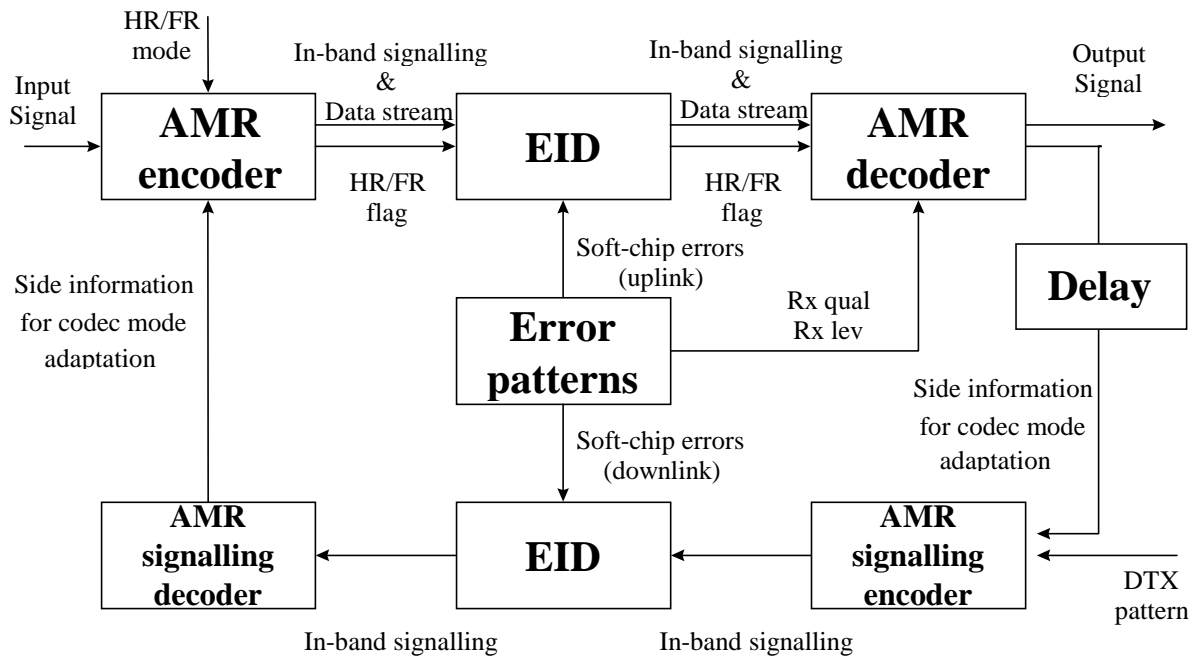 HR/FR
mode
Input
Signal
AMR
encoder
In-band signalling
&
Data stream
HR/FR
flag
EID
In-band signalling
&
Data stream
HR/FR
flag
AMR
decoder
Output
Signal
Soft-chip errors
(uplink)
Side information
for codec mode
adaptation
Error
patterns
Rx qual
Rx lev
Delay
Side information
for codec mode
adaptation
Soft-chip errors
(downlink)
AMR
signalling
decoder
EID
AMR
signalling
encoder
DTX
pattern
In-band signalling
In-band signalling